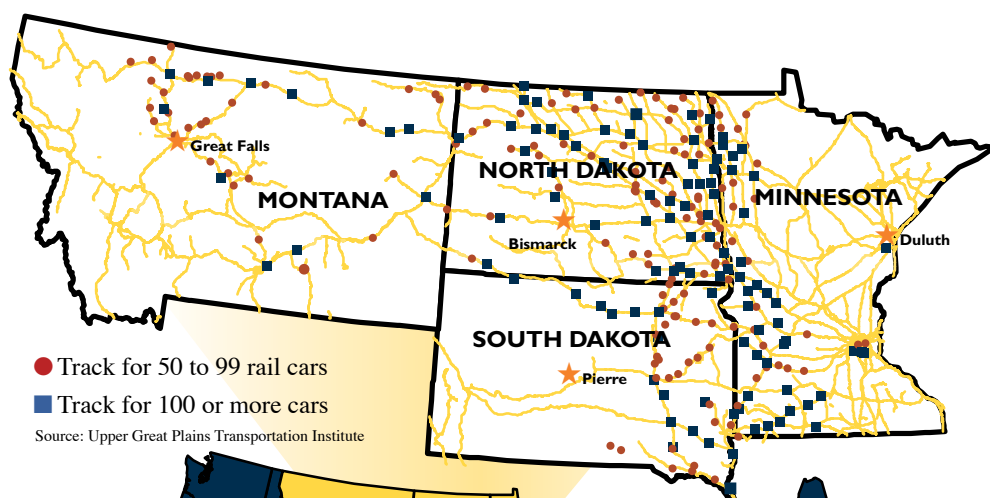 Great Falls
MONTANA
NORTH DAKOTA
MINNESOTA
Bismarck
Duluth
SOUTH DAKOTA
Pierre
Track for 50 to 99 rail cars
Track for 100 or more cars
Source: Upper Great Plains Transportation Institute